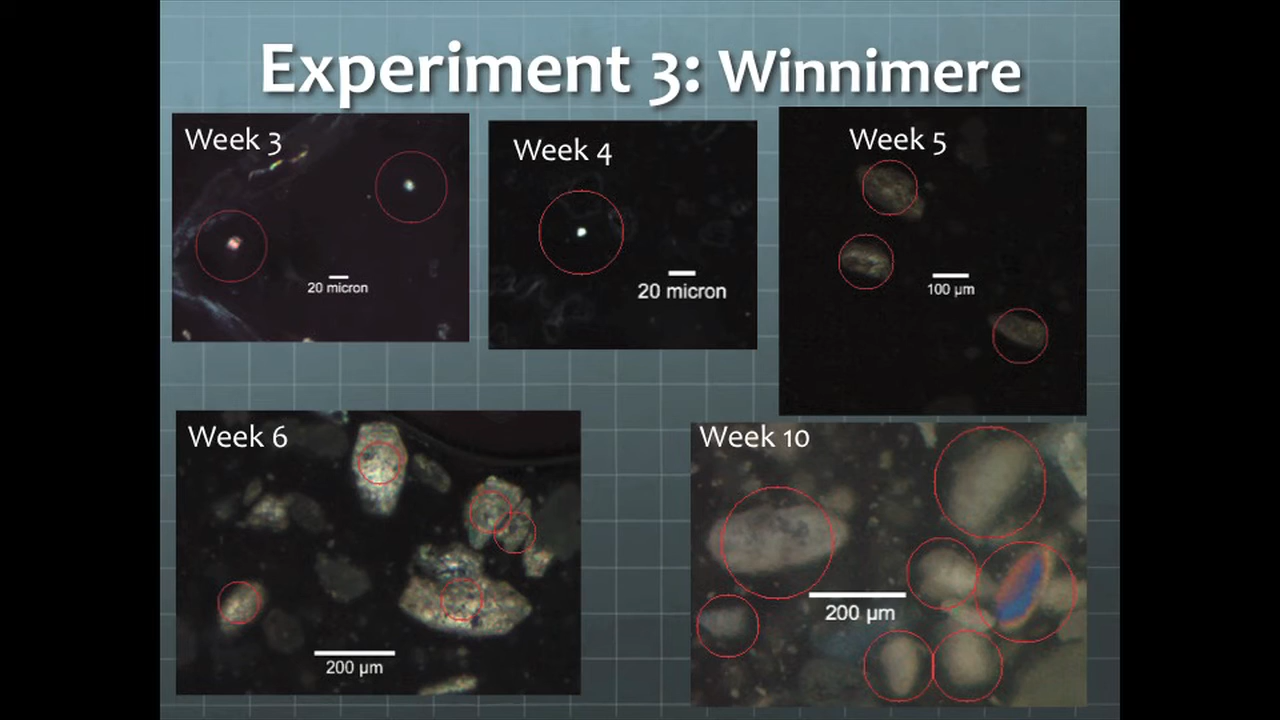 Experiment 3: Winnimere
Week 3
20 micron
Week 4
20 micron
Week 5
100 µm
Week 6
200 µm
Week 10
200 µm